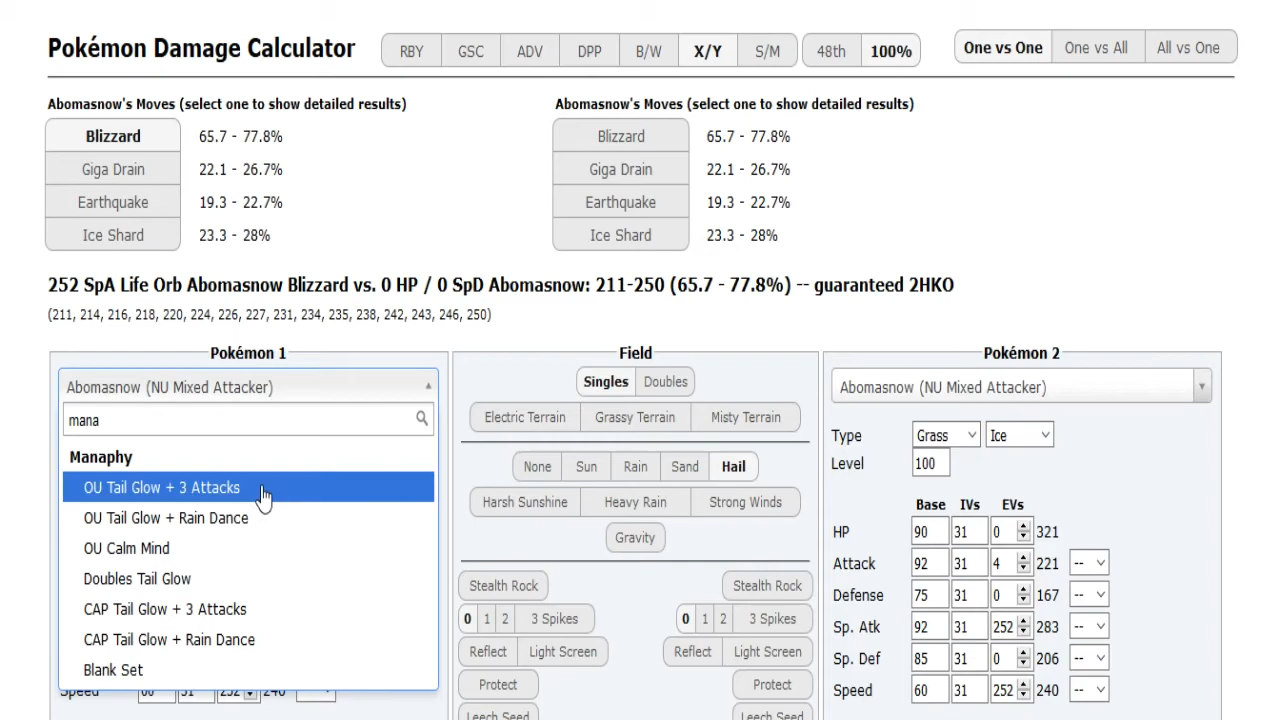 Pokémon Damage Calculator
RBY GSC ADV DPP B/W X/Y S/M 48th 100% One vs One One vs All All vs One
Abomasnow's Moves (select one to show detailed results)
Blizzard 65.7 - 77.8%
Giga Drain 22.1 - 26.7%
Earthquake 19.3 - 22.7%
Ice Shard 23.3 - 28%
Abomasnow's Moves (select one to show detailed results)
Blizzard 65.7 - 77.8%
Giga Drain 22.1 - 26.7%
Earthquake 19.3 - 22.7%
Ice Shard 23.3 - 28%
252 SpA Life Orb Abomasnow Blizzard vs. 0 HP / 0 SpD Abomasnow: 211-250 (65.7 - 77.8%) -- guaranteed 2HKO
(211, 214, 216, 218, 220, 224, 226, 227, 231, 234, 235, 238, 242, 243, 246, 250)
Pokémon 1
Abomasnow (NU Mixed Attacker)
mana
Manaphy
OU Tail Glow + 3 Attacks
OU Tail Glow + Rain Dance
OU Calm Mind
Doubles Tail Glow
CAP Tail Glow + 3 Attacks
CAP Tail Glow + Rain Dance
Blank Set
Speed 60 31 252 240
Field
Singles Doubles
Electric Terrain Grassy Terrain Misty Terrain
None Sun Rain Sand Hail
Harsh Sunshine Heavy Rain Strong Winds
Gravity
Stealth Rock Stealth Rock
0 1 2 3 Spikes 0 1 2 3 Spikes
Reflect Light Screen Reflect Light Screen
Protect Protect
Leech Seed Leech Seed
Pokémon 2
Abomasnow (NU Mixed Attacker)
Type Grass Ice
Level 100
Base IVs EVs
HP 90 31 0 321
Attack 92 31 4 221 --
Defense 75 31 0 167 --
Sp. Atk 92 31 252 283 --
Sp. Def 85 31 0 206 --
Speed 60 31 252 240 --